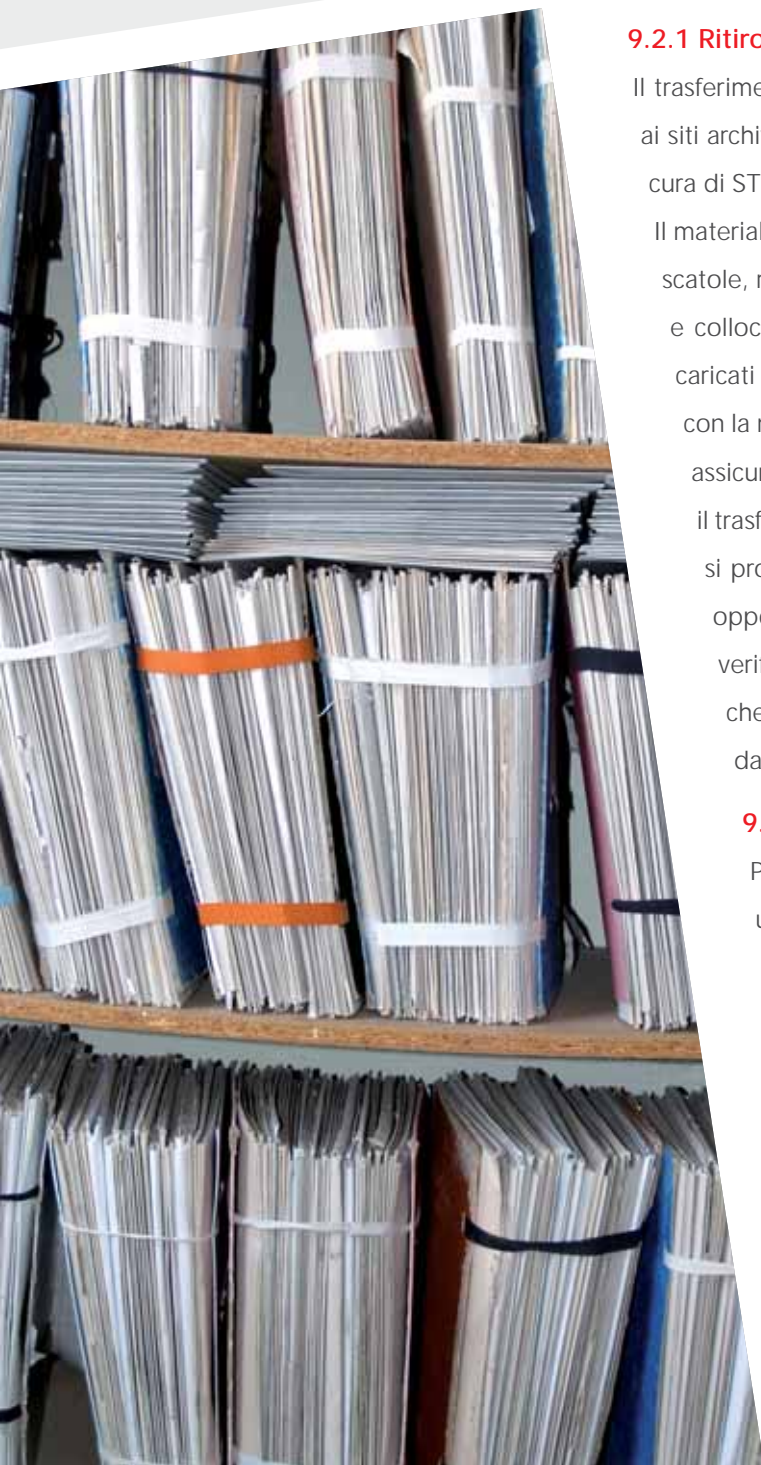 9.2.1 Ritiro
Il trasferime
ai siti archi
cura di ST
Il material
scatole, r
e colloc
caricati
con la r
assicur
il trasf
si pro
oppo
verif
che
da
9.
P
u